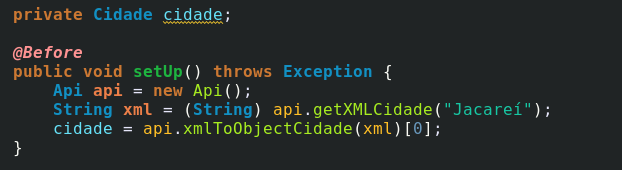 private Cidade cidade;
@Before
public void setUp() throws Exception {
Api api = new Api();
String xml = (String) api.getXMLCidade("Jacareí");
cidade = api.xmlToObjectCidade(xml)[0];
}